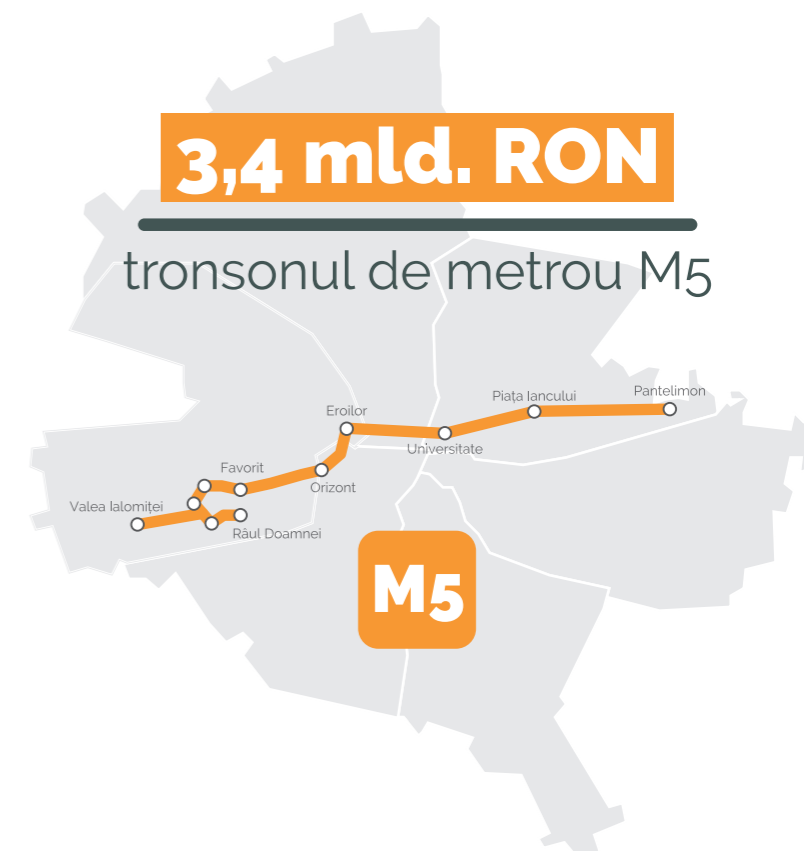 3,4 mld. RON
tronsonul de metrou M5
Pantelimon
Piața Iancului
Eroilor
Universitate
Favorit
Orizont
Valea Ialomiței
Râul Doamnei
M5